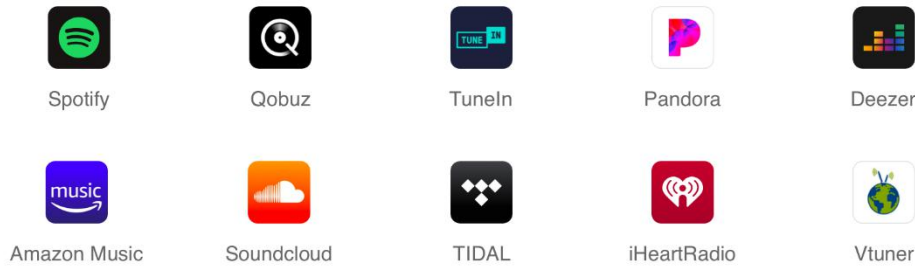 TUNE IN
Spotify
Qobuz
TuneIn
Pandora
Deezer
music
Amazon Music
Soundcloud
TIDAL
iHeartRadio
Vtuner